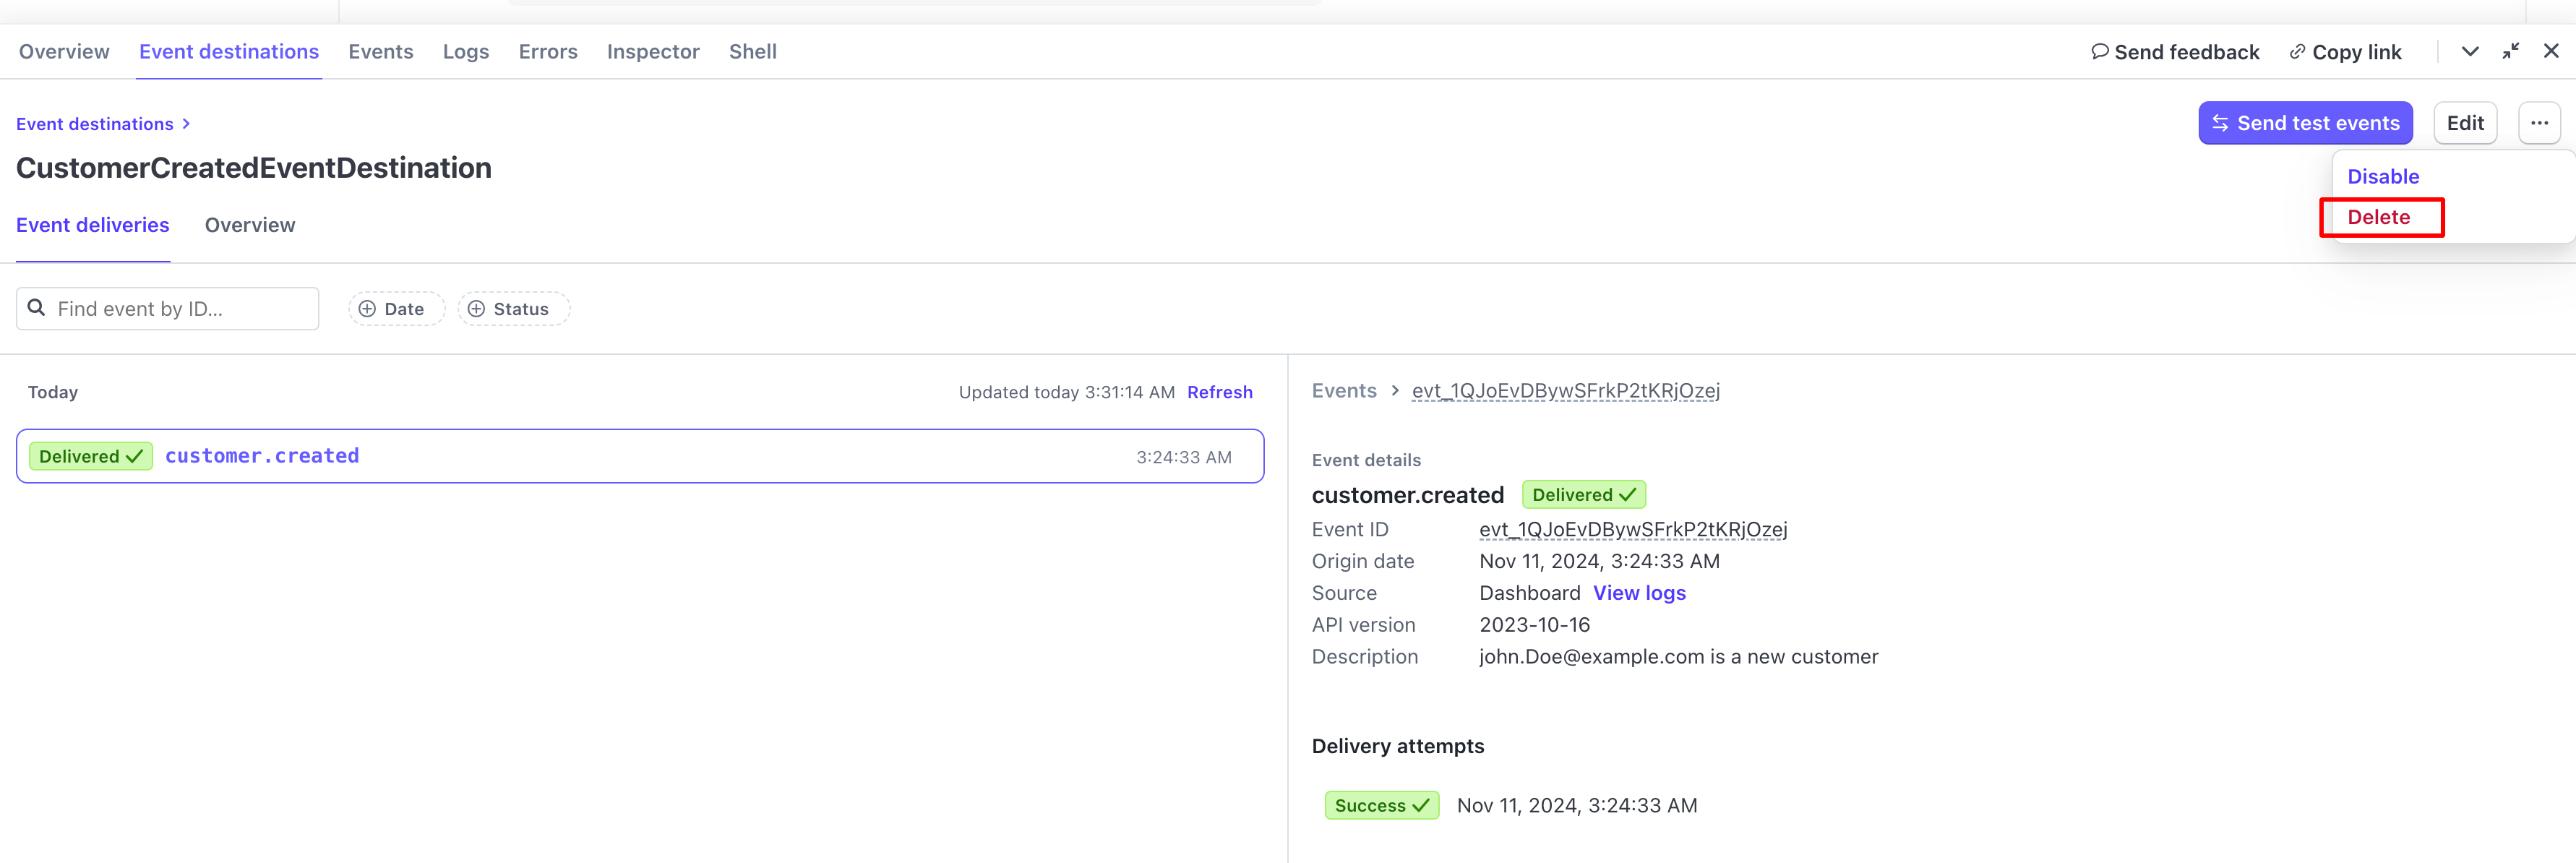 Overview Event destinations Events Logs Errors Inspector Shell Send feedback Copy link
Event destinations
Send test events Edit
CustomerCreatedEventDestination
Disable
Delete
Event deliveries Overview
Find event by ID...
Date
Status
Today Updated today 3:31:14 AM Refresh
Delivered customer.created 3:24:33 AM
Events evt_1QJoEvDBywSFrkP2tKRjOzej
Event details
customer.created Delivered
Event ID evt_1QJoEvDBywSFrkP2tKRjOzej
Origin date Nov 11, 2024, 3:24:33 AM
Source Dashboard View logs
API version 2023-10-16
Description john.Doe@example.com is a new customer
Delivery attempts
Success Nov 11, 2024, 3:24:33 AM